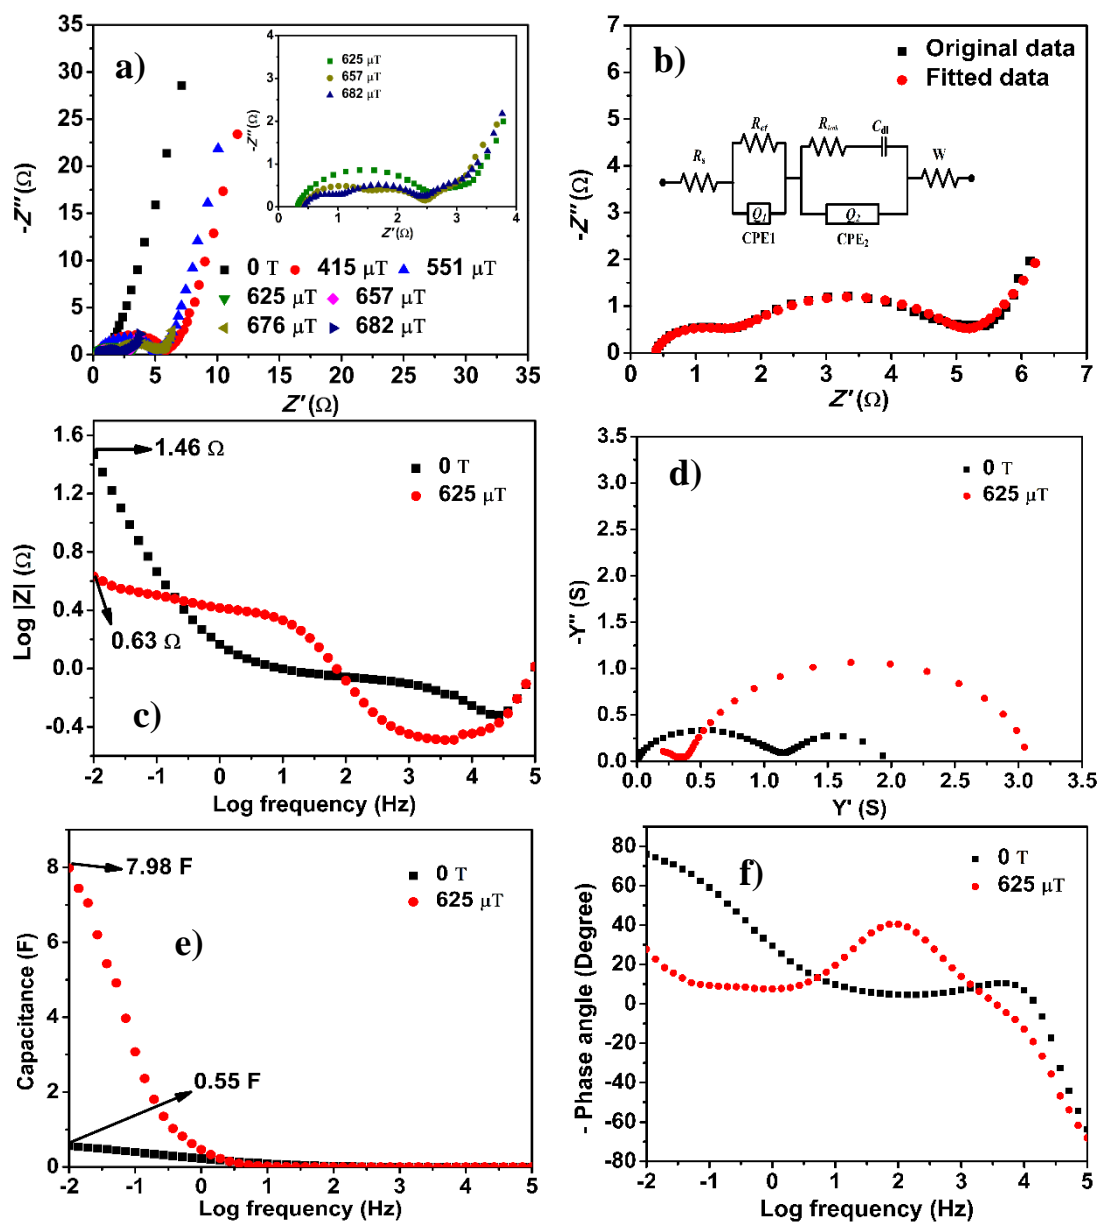 a)
-Z''(Ω)
35
30
25
20
15
10
5
0
0 5 10 15 20 25 30 35
Z'(Ω)
0 T 415 μT 551 μT
625 μT 657 μT
676 μT 682 μT
-Z''(Ω)
4
2
1
0
0 1 2 3 4
Z'(Ω)
625 μT
657 μT
682 μT
b)
-Z''(Ω)
7
6
5
4
3
2
1
0
0 1 2 3 4 5 6 7
Z'(Ω)
Original data
Fitted data
Rs
Rct
Q1
CPE1
Cdl
Q2
CPE2
W
c)
Log |Z| (Ω)
1.6
1.2
0.8
0.4
0.0
-0.4
-2 -1 0 1 2 3 4 5
Log frequency (Hz)
1.46 Ω
0.63 Ω
0 T
625 μT
d)
-Y'' (S)
3.5
3.0
2.5
2.0
1.5
1.0
0.5
0
0 0.5 1.0 1.5 2.0 2.5 3.0 3.5
Y' (S)
0 T
625 μT
e)
Capacitance (F)
8
6
4
2
0
-2 -1 0 1 2 3 4 5
Log frequency (Hz)
7.98 F
0.55 F
0 T
625 μT
f)
- Phase angle (Degree)
80
60
40
20
0
-20
-40
-60
-80
-2 -1 0 1 2 3 4 5
Log frequency (Hz)
0 T
625 μT